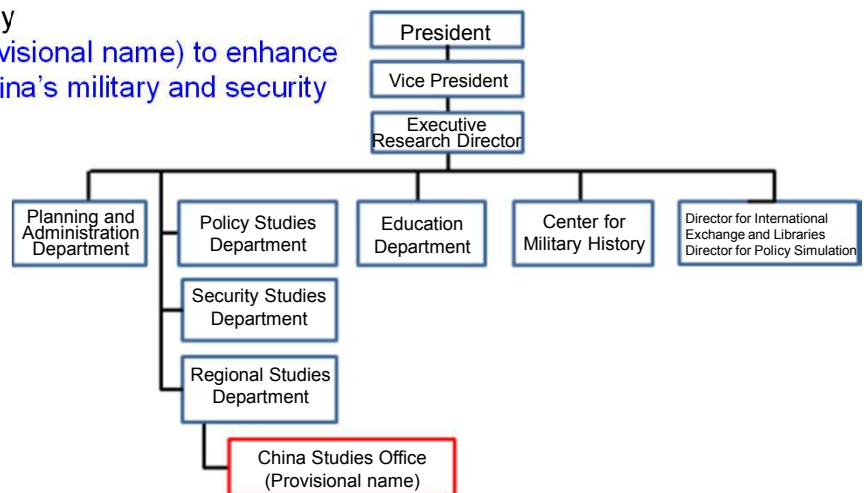 y
visional name) to enhance
ina's military and security
President
Vice President
Executive
Research Director
Planning and
Administration
Department
Policy Studies
Department
Education
Department
Center for
Military History
Director for International
Exchange and Libraries
Director for Policy Simulation
Security Studies
Department
Regional Studies
Department
China Studies Office
(Provisional name)